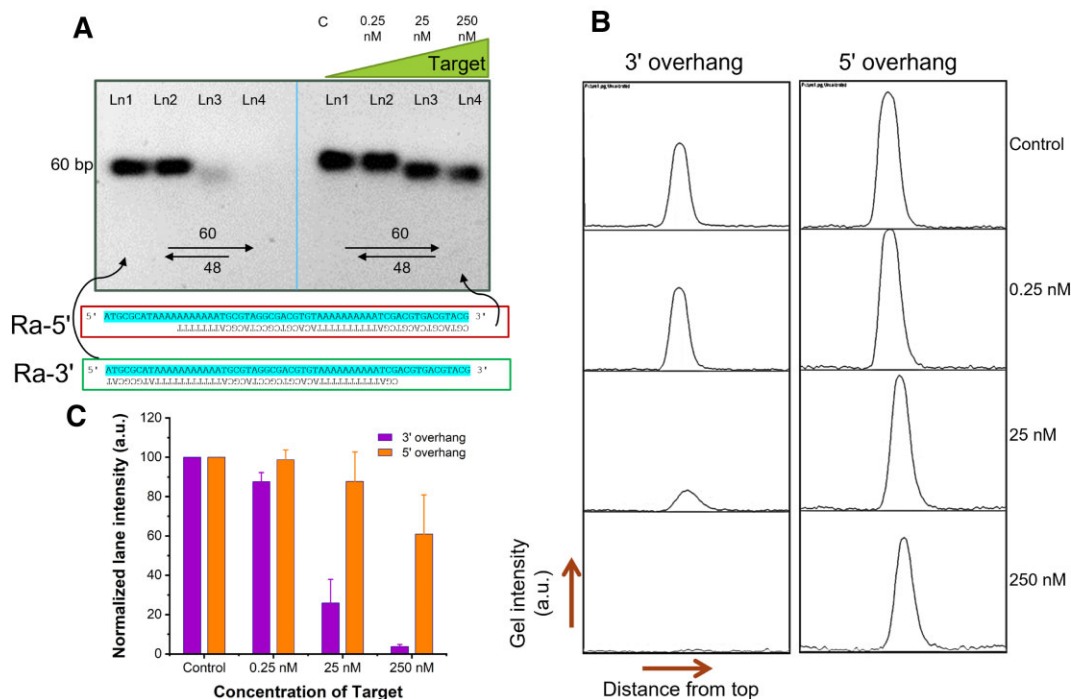 A
C 0.25 nM 25 nM 250 nM
Target
Ln1 Ln2 Ln3 Ln4 Ln1 Ln2 Ln3 Ln4
60 bp
60 60
48 48
Ra-5'
5' ATGCGCATAAAAAAAAAAATGCGTAGGCGACGTGTAAAAAAAAAATCGACGTGACGTACG 3'
Ra-3'
5' ATGCGCATAAAAAAAAAAATGCGTAGGCGACGTGTAAAAAAAAAATCGACGTGACGTACG 3'
B
3' overhang 5' overhang
Control
0.25 nM
25 nM
250 nM
Gel intensity
(a.u.)
Distance from top
C
Normalized lane intensity (a.u.)
120
100
80
60
40
20
0
3' overhang
5' overhang
Control 0.25 nM 25 nM 250 nM
Concentration of Target